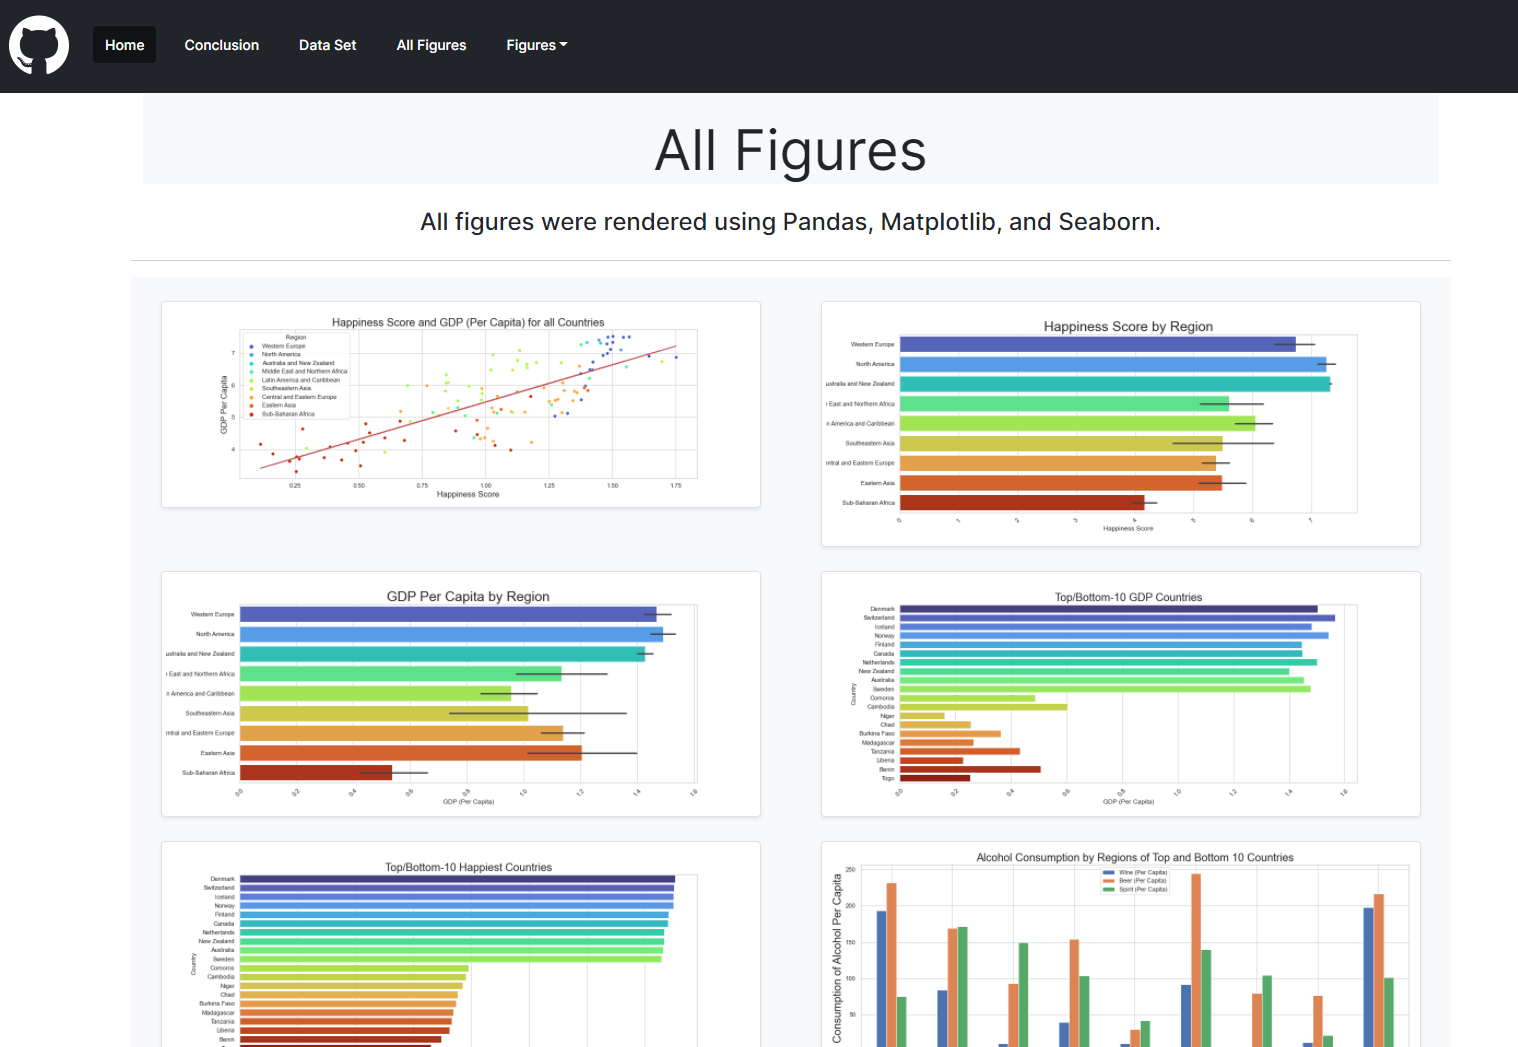 Home
Conclusion
Data Set
All Figures
Figures
All Figures
All figures were rendered using Pandas, Matplotlib, and Seaborn.
Happiness Score and GDP (Per Capita) for all Countries
Region
Western Europe
North America
Australia and New Zealand
Middle East and Northern Africa
Latin America and Caribbean
Southeastern Asia
Central and Eastern Europe
Eastern Asia
Sub-Saharan Africa
GDP Per Capita
7
6
5
4
0.25
0.50
0.75
1.00
1.25
1.50
1.75
Happiness Score
Happiness Score by Region
Western Europe
North America
ustralia and New Zealand
East and Northern Africa
n America and Caribbean
Southeastern Asia
ntral and Eastern Europe
Eastern Asia
Sub-Saharan Africa
0
1
2
3
4
5
6
7
Happiness Score
GDP Per Capita by Region
Western Europe
North America
ustralia and New Zealand
East and Northern Africa
n America and Caribbean
Southeastern Asia
ntral and Eastern Europe
Eastern Asia
Sub-Saharan Africa
0.0
0.2
0.4
0.6
0.8
1.0
1.2
1.4
1.6
GDP (Per Capita)
Top/Bottom-10 GDP Countries
Country
Denmark
Switzerland
Iceland
Norway
Finland
Canada
Netherlands
New Zealand
Australia
Sweden
Comoros
Cambodia
Niger
Chad
Burkina Faso
Madagascar
Tanzania
Liberia
Benin
Togo
0.0
0.2
0.4
0.6
0.8
1.0
1.2
1.4
1.6
GDP (Per Capita)
Top/Bottom-10 Happiest Countries
Country
Denmark
Switzerland
Iceland
Norway
Finland
Canada
Netherlands
New Zealand
Australia
Sweden
Comoros
Cambodia
Niger
Chad
Burkina Faso
Madagascar
Tanzania
Liberia
Benin
Alcohol Consumption by Regions of Top and Bottom 10 Countries
Wine (Per Capita)
Beer (Per Capita)
Spirit (Per Capita)
Consumption of Alcohol Per Capita
250
200
150
100
50